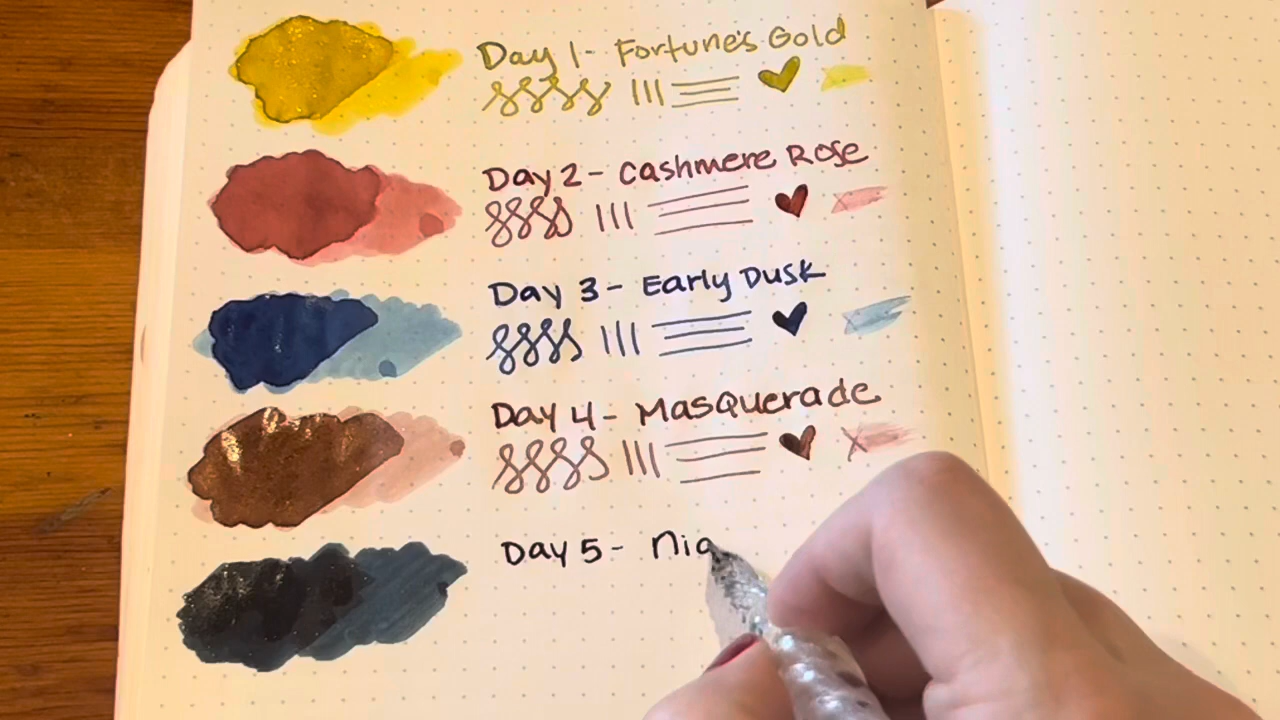 Day 1- Fortune's Gold
Day 2- Cashmere Rose
Day 3- Early Dusk
Day 4- Masquerade
Day 5-